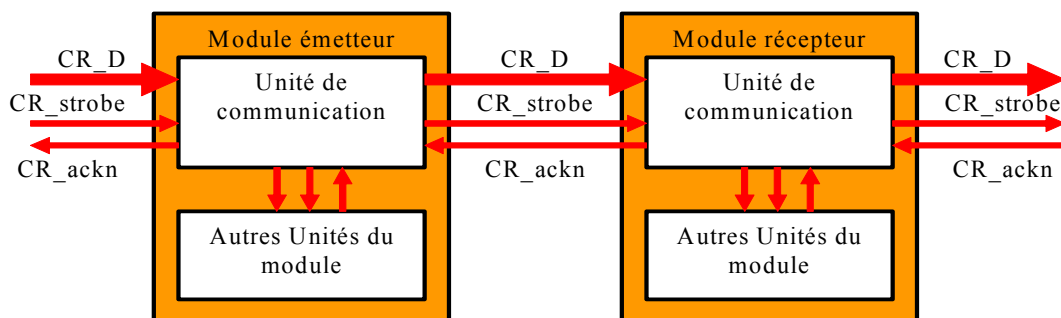 Module émetteur
Module récepteur
CR_D
Unité de
communication
CR_D
Unité de
communication
CR_D
CR_strobe
CR_strobe
CR_strobe
CR_ackn
CR_ackn
CR_ackn
Autres Unités du
module
Autres Unités du
module